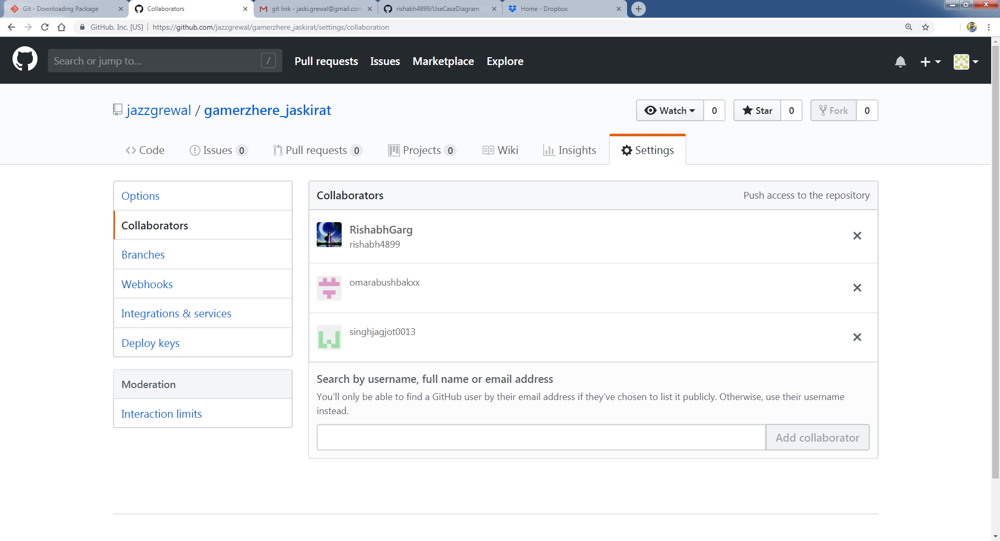 Git - Downloading Package
Collaborators
git link - jaski.grewal@gmail.com
rishabh4899/UseCaseDiagram
Home - Dropbox
GitHub, Inc. [US]
https://github.com/jazzgrewal/gamerzhere_jaskirat/settings/collaboration
Search or jump to...
/
Pull requests
Issues
Marketplace
Explore
jazzgrewal / gamerzhere_jaskirat
Watch
0
Star
0
Fork
0
Code
Issues 0
Pull requests 0
Projects 0
Wiki
Insights
Settings
Options
Collaborators
Branches
Webhooks
Integrations & services
Deploy keys
Moderation
Interaction limits
Collaborators
Push access to the repository
RishabhGarg
rishabh4899
omarabushbakxx
singhjagjot0013
Search by username, full name or email address
You’ll only be able to find a GitHub user by their email address if they’ve chosen to list it publicly. Otherwise, use their username
instead.
Add collaborator